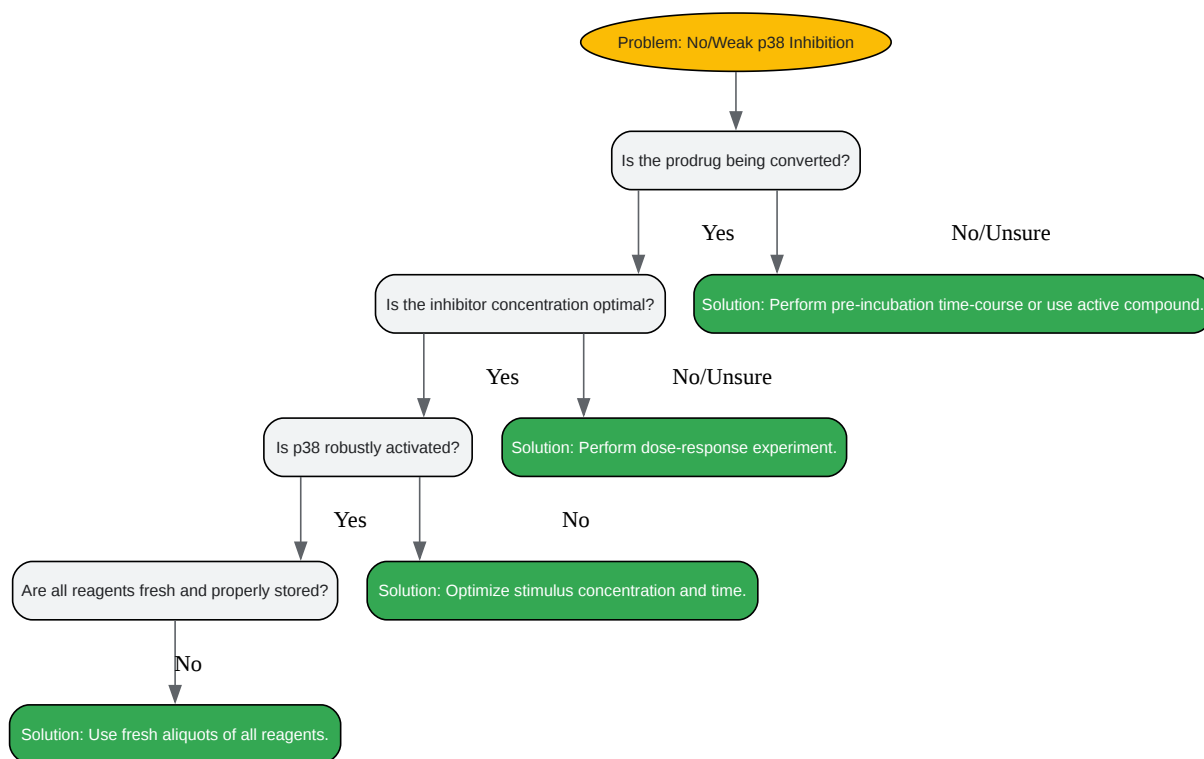 Problem: No/Weak p38 Inhibition
Is the prodrug being converted?
Yes
No/Unsure
Is the inhibitor concentration optimal?
Solution: Perform pre-incubation time-course or use active compound.
Yes
No/Unsure
Is p38 robustly activated?
Solution: Perform dose-response experiment.
Yes
No
Are all reagents fresh and properly stored?
Solution: Optimize stimulus concentration and time.
No
Solution: Use fresh aliquots of all reagents.